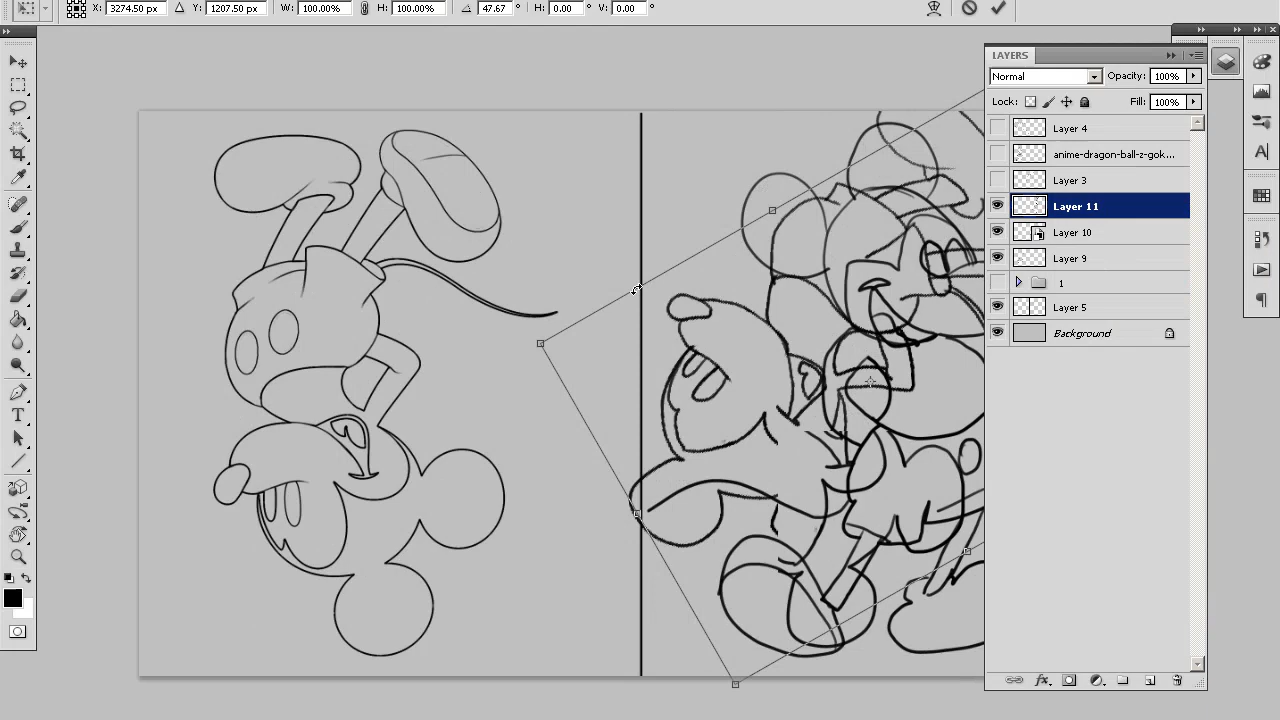 X: 3274.50 px Y: 1207.50 px W: 100.00% H: 100.00% 47.67 ° H: 0.00 ° V: 0.00 °
LAYERS
Normal Opacity: 100%
Lock: Fill: 100%
Layer 4
anime-dragon-ball-z-gok...
Layer 3
Layer 11
Layer 10
Layer 9
1
Layer 5
Background